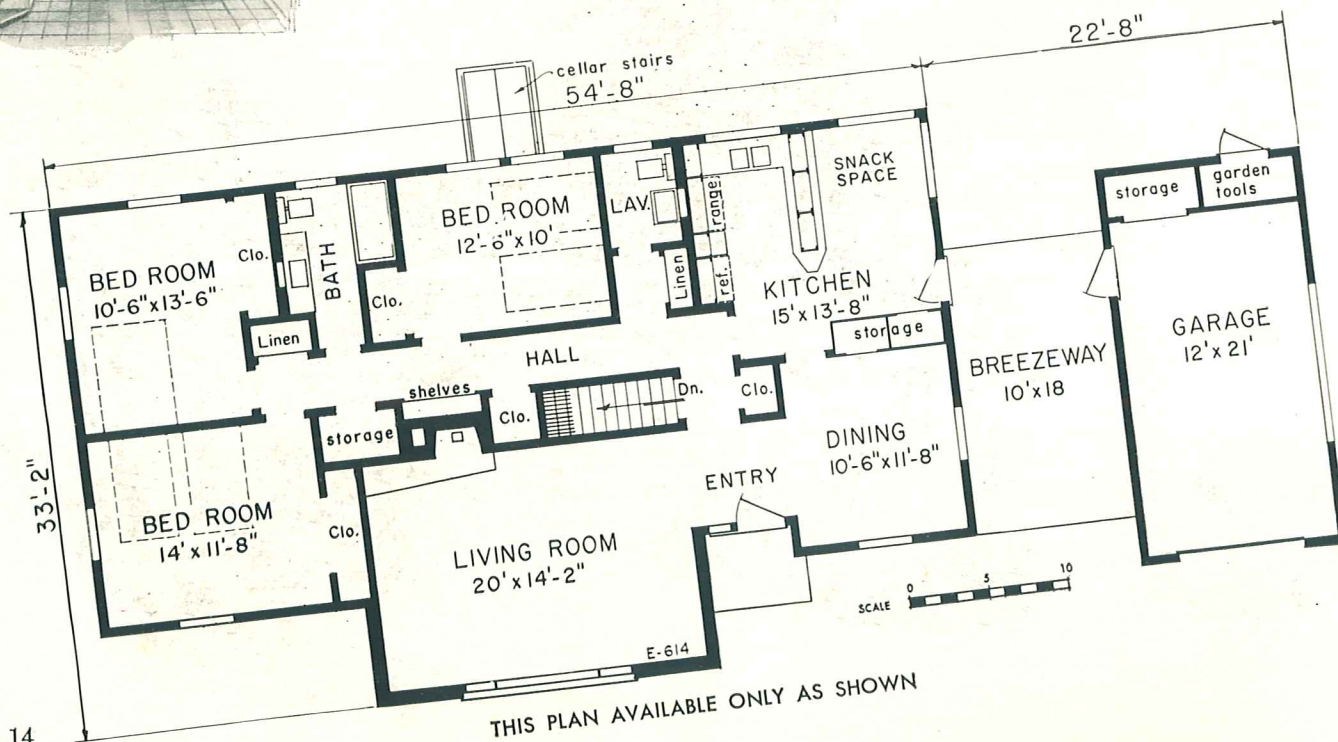 22'-8"
cellar stairs
54'-8"
SNACK
SPACE
storage
garden
tools
BED ROOM
12'-6"x10'
LAV.
range
Clo.
BATH
BED ROOM
10'-6"x13'-6"
Clo.
Linen
ref.
KITCHEN
15'x13'-8"
GARAGE
12'x 21'
Linen
storage
HALL
BREEZEWAY
10'x18
shelves
Dn.
Clo.
Clo.
storage
DINING
10'-6"x11'-8"
33'-2"
ENTRY
BED ROOM
14'x 11'-8"
Clo.
LIVING ROOM
20'x 14'-2"
0 5 10
SCALE
E-614
THIS PLAN AVAILABLE ONLY AS SHOWN
14